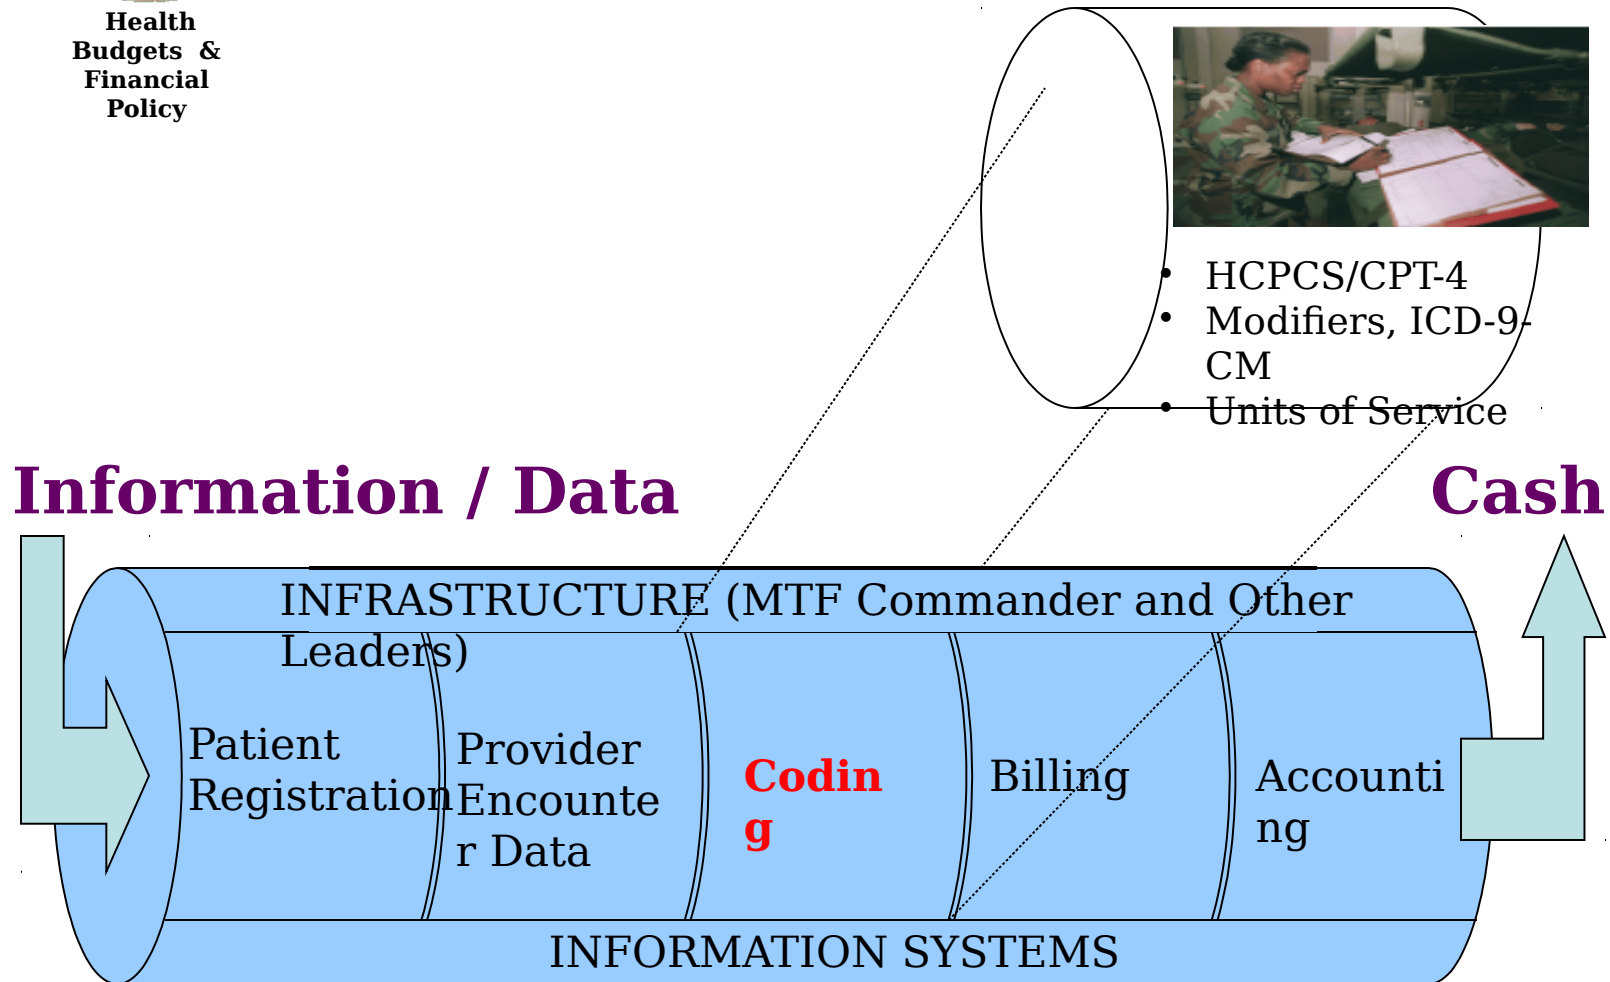 Health
Budgets & 
Financial
Policy
• HCPCS/CPT-4
• Modifiers, ICD-9-
CM
• Units of Service
Information / Data
Cash
INFRASTRUCTURE (MTF Commander and Other
Leaders)
Patient
Registration
Provider
Encounte
r Data
Codin
g
Billing
Accounti
ng
INFORMATION SYSTEMS